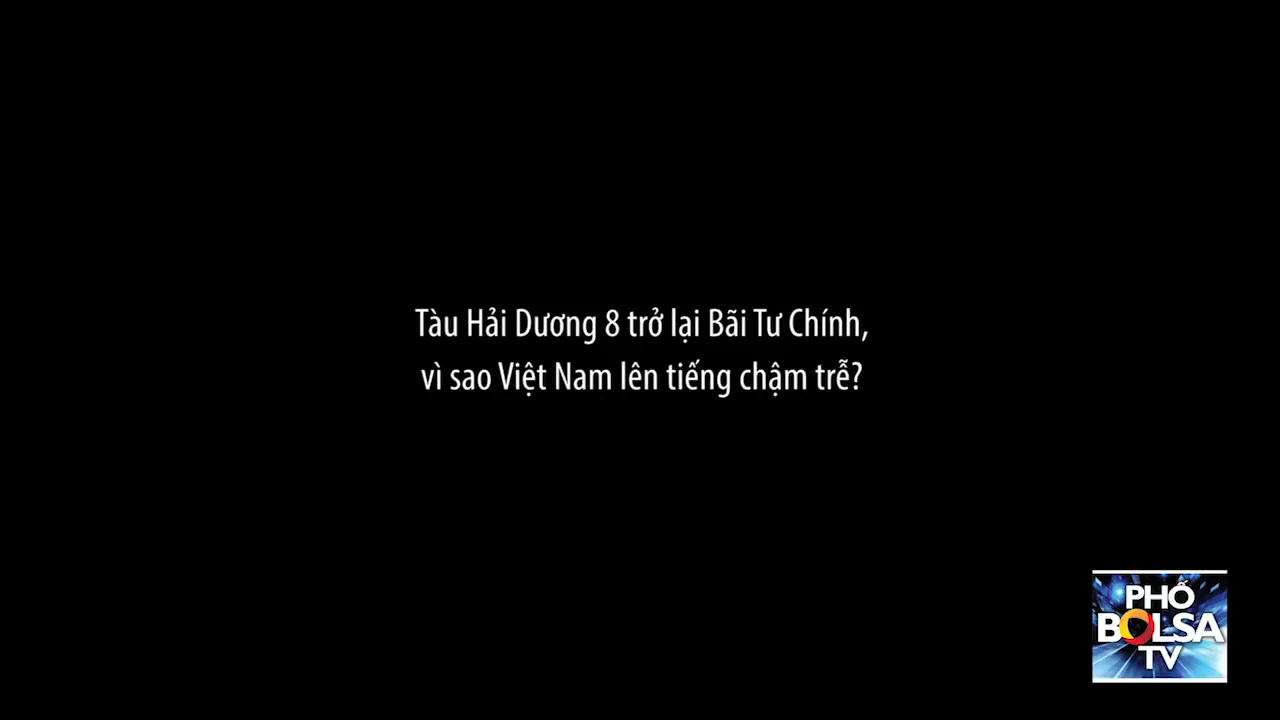 Tàu Hải Dương 8 trở lại Bãi Tư Chính,
vì sao Việt Nam lên tiếng chậm trễ?
PHỐ
BOLSA
TV